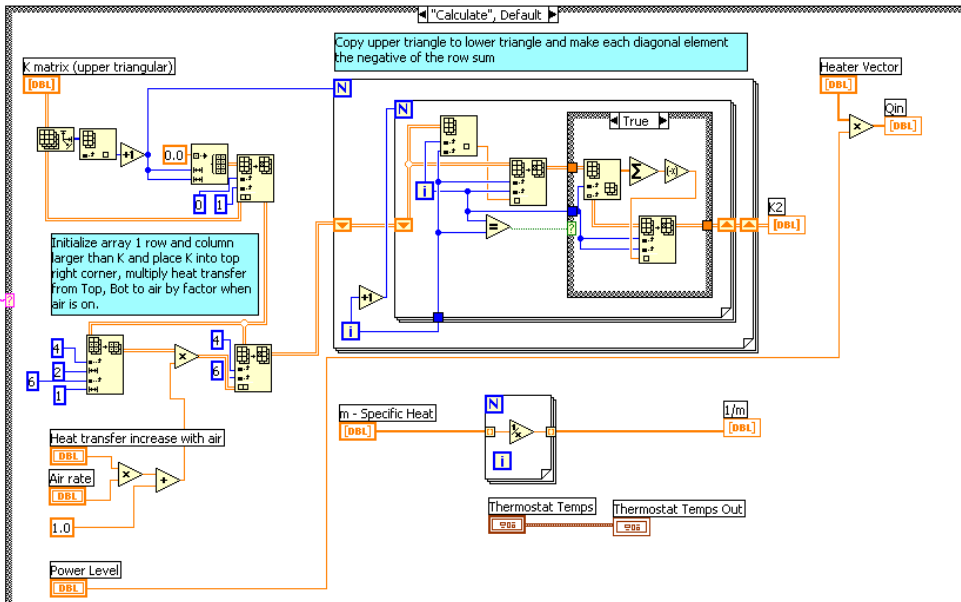 "Calculate", Default
Copy upper triangle to lower triangle and make each diagonal element
the negative of the row sum
K matrix (upper triangular)
[DBL]
Heater Vector
[DBL]
Qin
[DBL]
N
N
True
+1
0.0
0
1
i
=
?
Σ
(-x)
×
K2
[DBL]
Initialize array 1 row and column
larger than K and place K into top
right corner, multiply heat transfer
from Top, Bot to air by factor when
air is on.
+1
i
?
4
6
2
1
×
4
6
m - Specific Heat
[DBL]
N
1/x
i
1/m
[DBL]
Heat transfer increase with air
DBL
Air rate
DBL
×
+
1.0
Thermostat Temps
Thermostat Temps Out
Power Level
DBL